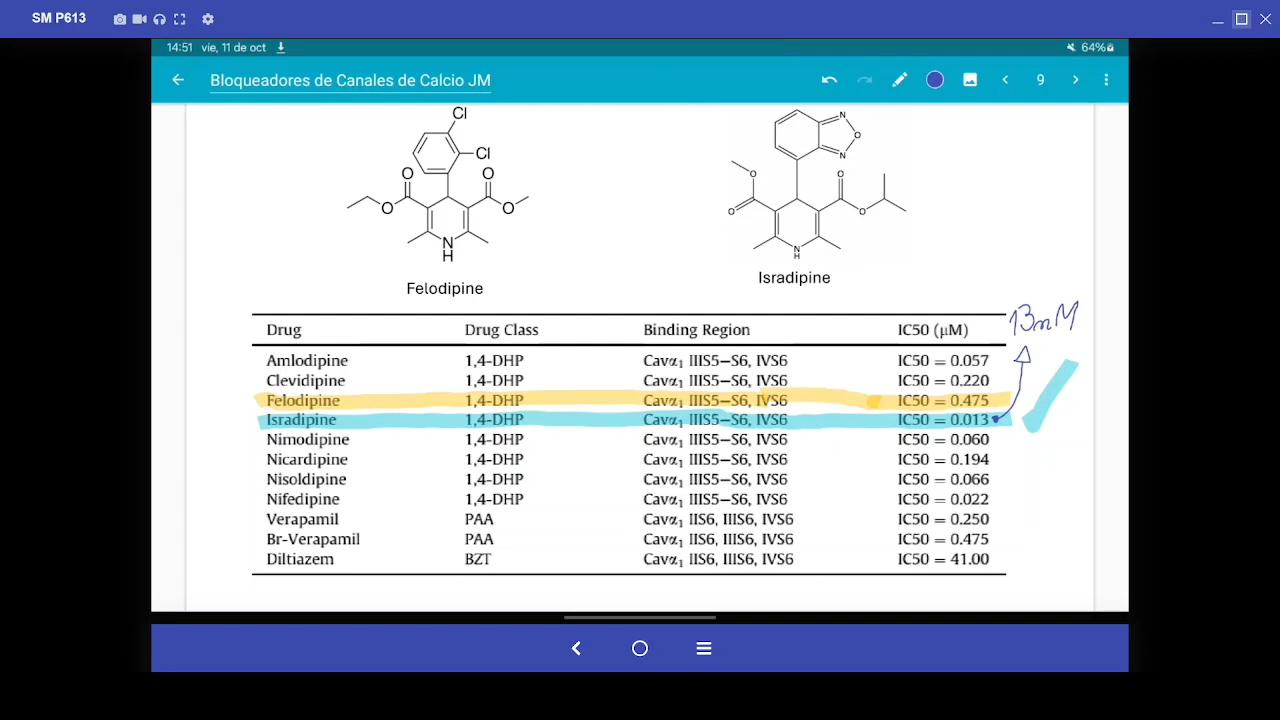 SM P613
14:51 vie, 11 de oct
64%
Bloqueadores de Canales de Calcio JM
9
Cl
Cl
O
O
O
O
N
H
Felodipine
N
O
N
O
O
O
O
N
H
Isradipine
13nM
Drug Drug Class Binding Region IC50 (μM)
Amlodipine 1,4-DHP Cavα1 IIIS5–S6, IVS6 IC50 = 0.057
Clevidipine 1,4-DHP Cavα1 IIIS5–S6, IVS6 IC50 = 0.220
Felodipine 1,4-DHP Cavα1 IIIS5–S6, IVS6 IC50 = 0.475
Isradipine 1,4-DHP Cavα1 IIIS5–S6, IVS6 IC50 = 0.013
Nimodipine 1,4-DHP Cavα1 IIIS5–S6, IVS6 IC50 = 0.060
Nicardipine 1,4-DHP Cavα1 IIIS5–S6, IVS6 IC50 = 0.194
Nisoldipine 1,4-DHP Cavα1 IIIS5–S6, IVS6 IC50 = 0.066
Nifedipine 1,4-DHP Cavα1 IIIS5–S6, IVS6 IC50 = 0.022
Verapamil PAA Cavα1 IIS6, IIIS6, IVS6 IC50 = 0.250
Br-Verapamil PAA Cavα1 IIS6, IIIS6, IVS6 IC50 = 0.475
Diltiazem BZT Cavα1 IIS6, IIIS6, IVS6 IC50 = 41.00